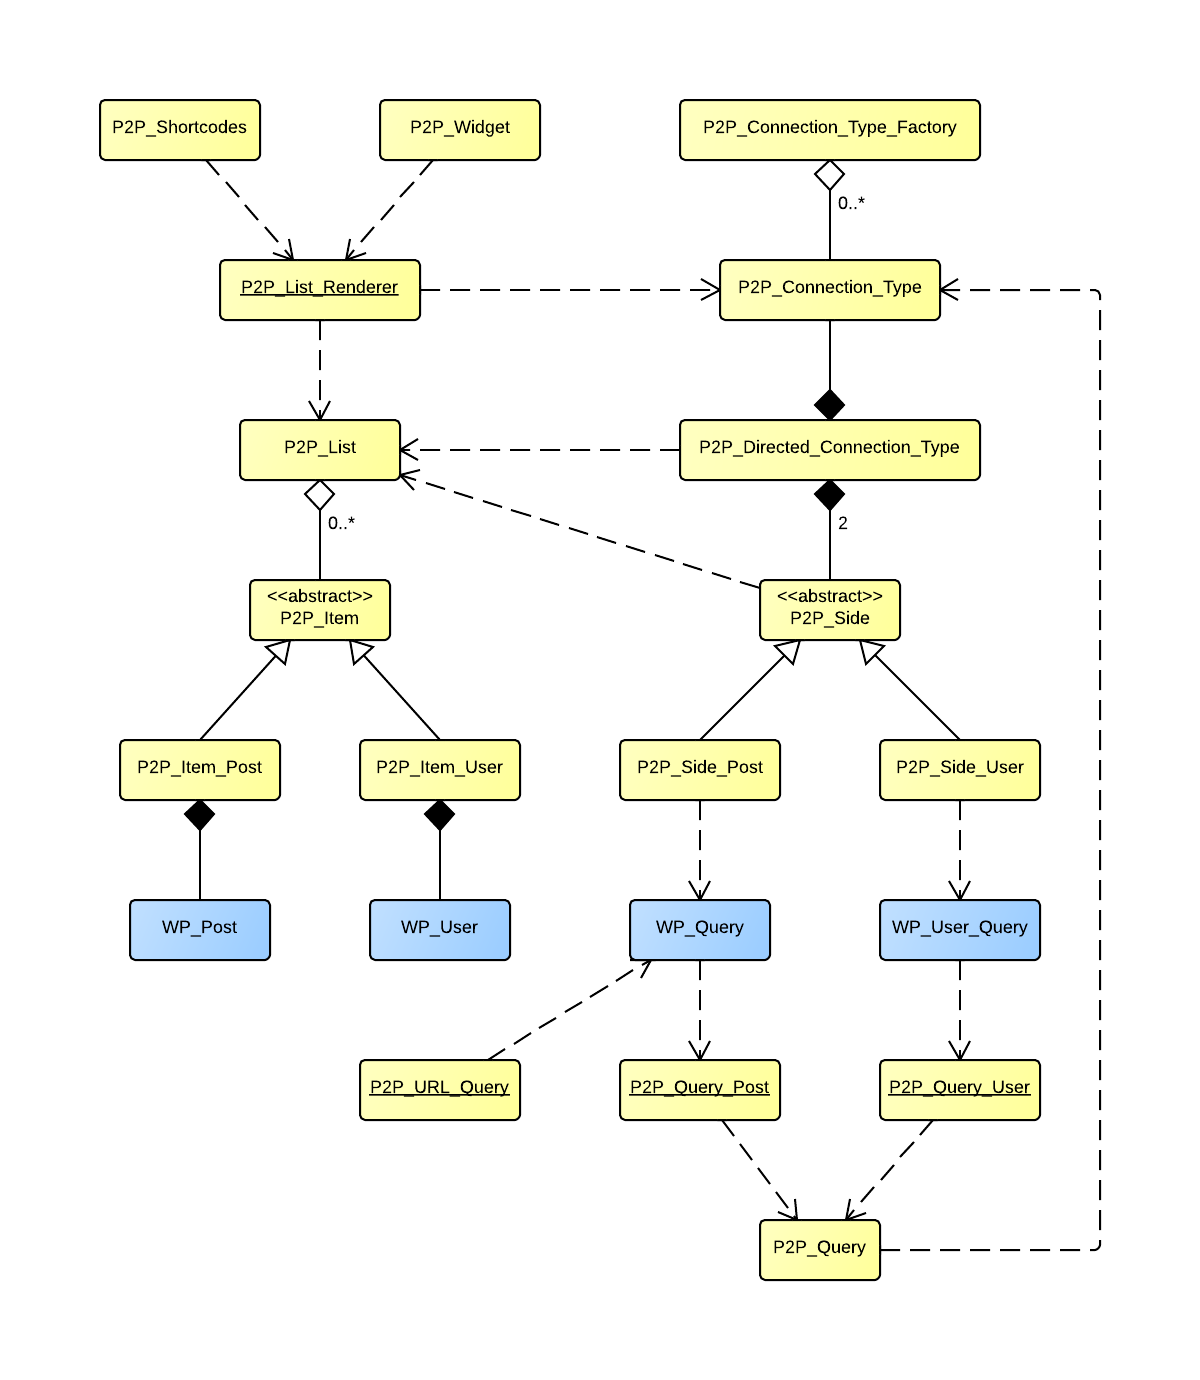 P2P_Shortcodes
P2P_Widget
P2P_Connection_Type_Factory
0..*
P2P_List_Renderer
P2P_Connection_Type
P2P_List
P2P_Directed_Connection_Type
0..*
2
<<abstract>>
P2P_Item
<<abstract>>
P2P_Side
P2P_Item_Post
P2P_Item_User
P2P_Side_Post
P2P_Side_User
WP_Post
WP_User
WP_Query
WP_User_Query
P2P_URL_Query
P2P_Query_Post
P2P_Query_User
P2P_Query